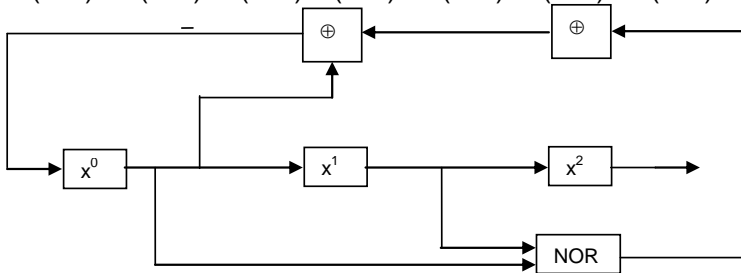 ⊕ ⊕
–
x⁰ x¹ x²
NOR